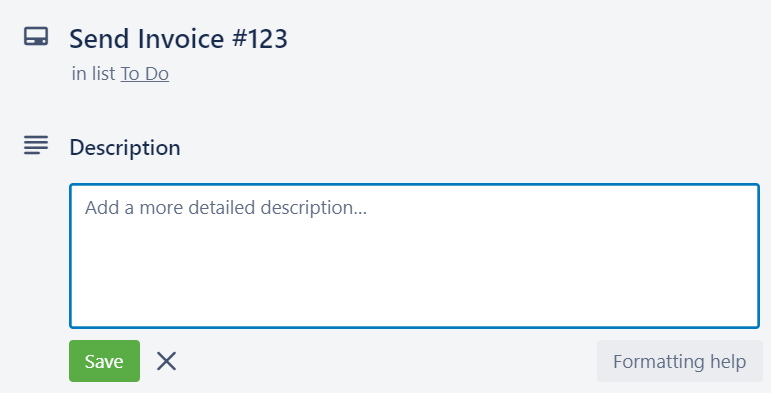 Send Invoice #123
in list To Do
Description
Add a more detailed description...
Save
Formatting help